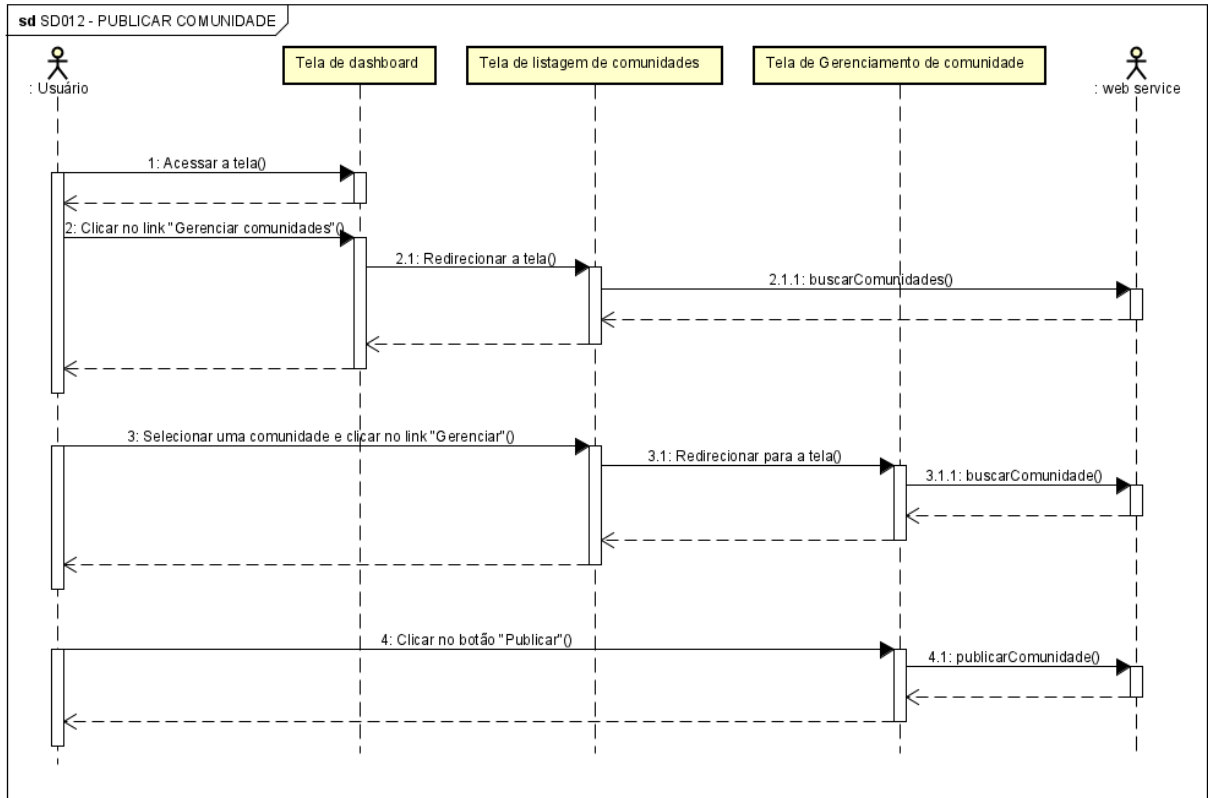 sd SD012 - PUBLICAR COMUNIDADE
: Usuário
Tela de dashboard
Tela de listagem de comunidades
Tela de Gerenciamento de comunidade
: web service
1: Acessar a tela()
2: Clicar no link "Gerenciar comunidades"()
2.1: Redirecionar a tela()
2.1.1: buscarComunidades()
3: Selecionar uma comunidade e clicar no link "Gerenciar"()
3.1: Redirecionar para a tela()
3.1.1: buscarComunidade()
4: Clicar no botão "Publicar"()
4.1: publicarComunidade()